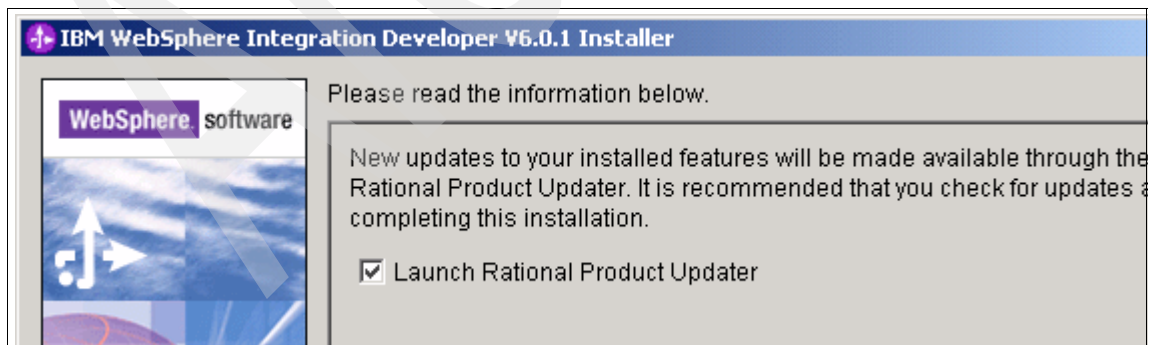 IBM WebSphere Integration Developer V6.0.1 Installer
WebSphere. software
Please read the information below.
New updates to your installed features will be made available through the
Rational Product Updater. It is recommended that you check for updates
completing this installation.
Launch Rational Product Updater